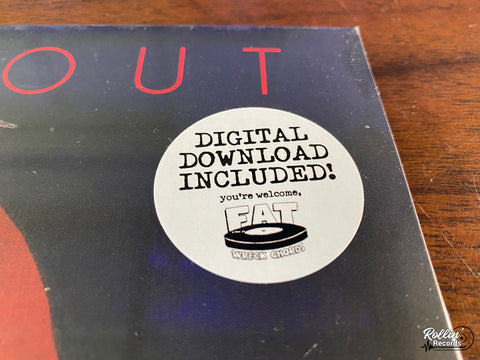 OUT
DIGITAL
DOWNLOAD
INCLUDED!
you're welcome,
FAT
WRECK CHORDS
Rollin'
Records